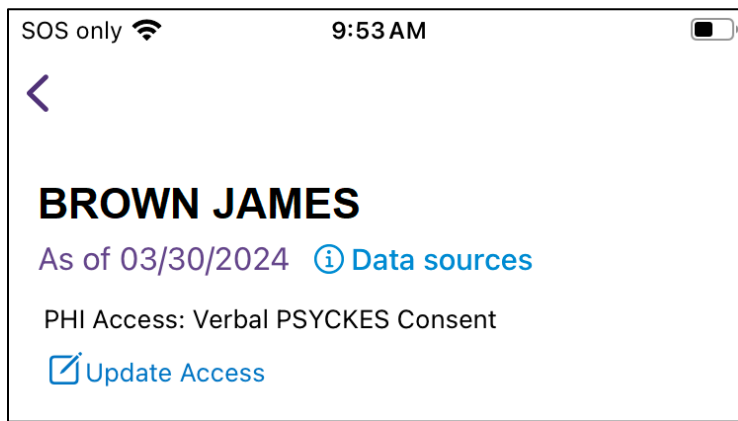 SOS only 9:53 AM
BROWN JAMES
As of 03/30/2024 Data sources
PHI Access: Verbal PSYCKES Consent
Update Access